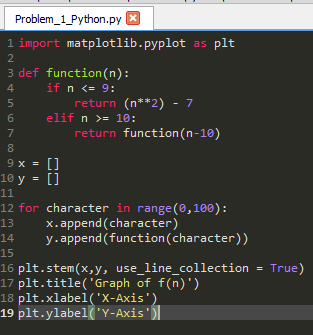 Problem_1_Python.py
1 import matplotlib.pyplot as plt
2
3 def function(n):
4     if n <= 9:
5         return (n**2) - 7
6     elif n >= 10:
7         return function(n-10)
8
9 x = []
10 y = []
11
12 for character in range(0,100):
13     x.append(character)
14     y.append(function(character))
15
16 plt.stem(x,y, use_line_collection = True)
17 plt.title('Graph of f(n)')
18 plt.xlabel('X-Axis')
19 plt.ylabel('Y-Axis')